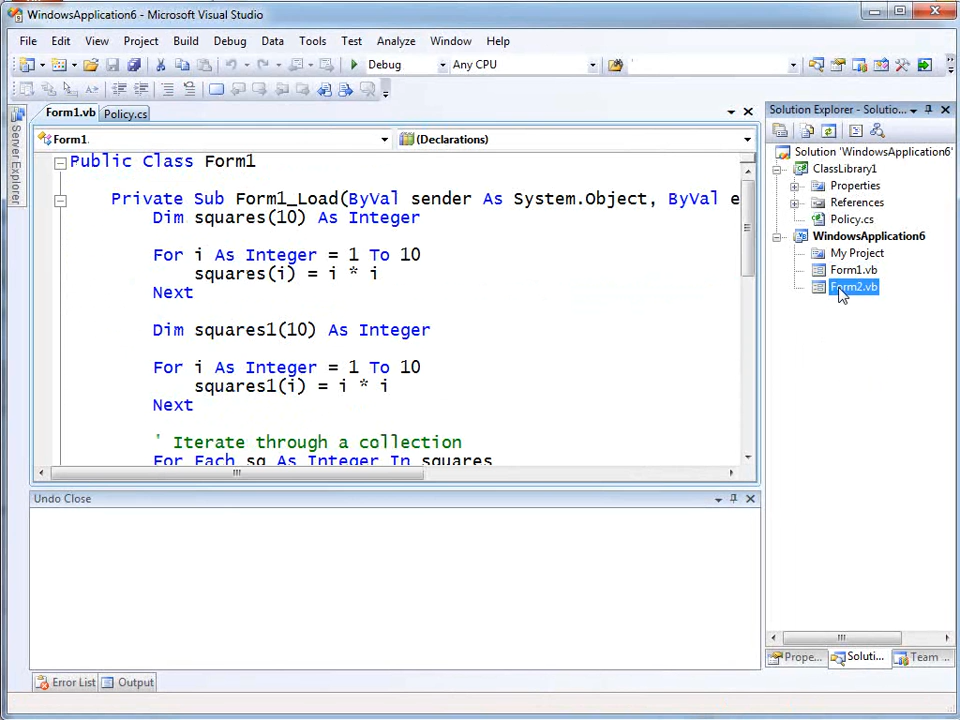 WindowsApplication6 - Microsoft Visual Studio
File Edit View Project Build Debug Data Tools Test Analyze Window Help
Debug Any CPU
Form1.vb Policy.cs
Form1 (Declarations)
Public Class Form1
Private Sub Form1_Load(ByVal sender As System.Object, ByVal e
Dim squares(10) As Integer
For i As Integer = 1 To 10
squares(i) = i * i
Next
Dim squares1(10) As Integer
For i As Integer = 1 To 10
squares1(i) = i * i
Next
' Iterate through a collection
For Each sq As Integer In squares
Undo Close
Error List Output
Server Explorer
Solution Explorer - Solutio...
Solution 'WindowsApplication6'
ClassLibrary1
Properties
References
Policy.cs
WindowsApplication6
My Project
Form1.vb
Form2.vb
Prope... Soluti... Team ...